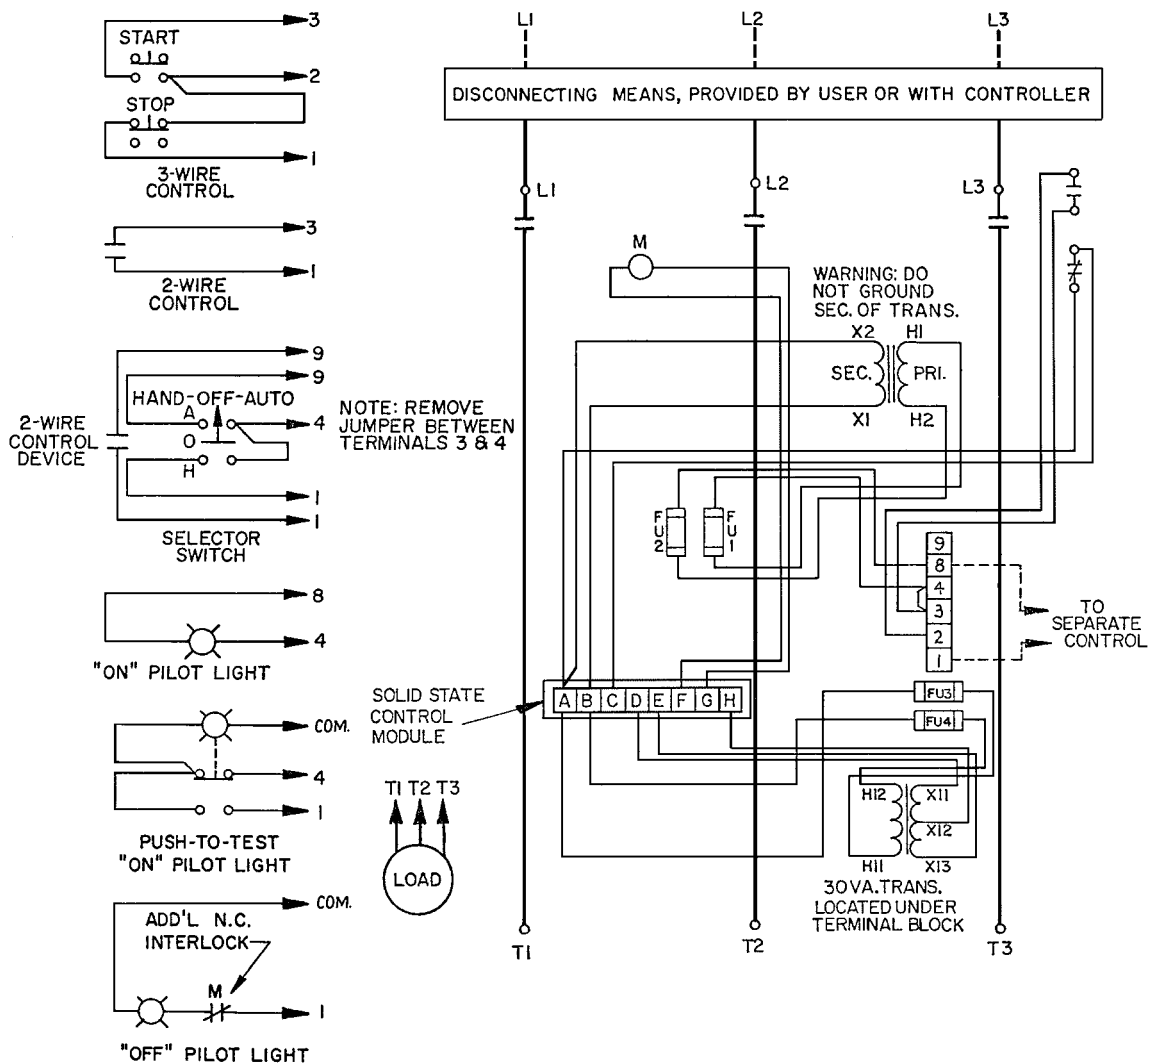 3
START
2
STOP
1
3-WIRE
CONTROL
3
1
2-WIRE
CONTROL
9
9
HAND-OFF-AUTO
A
4
O
H
2-WIRE
CONTROL
DEVICE
NOTE: REMOVE
JUMPER BETWEEN
TERMINALS 3 & 4
1
1
SELECTOR
SWITCH
8
4
"ON" PILOT LIGHT
COM.
4
1
PUSH-TO-TEST
"ON" PILOT LIGHT
ADD'L N.C.
INTERLOCK
COM.
M
1
"OFF" PILOT LIGHT
L1
L2
L3
DISCONNECTING MEANS, PROVIDED BY USER OR WITH CONTROLLER
L1
L2
L3
M
WARNING: DO
NOT GROUND
SEC. OF TRANS.
X2
H1
SEC.
PRI.
X1
H2
FU2
FU1
9
8
4
3
2
1
TO
SEPARATE
CONTROL
SOLID STATE
CONTROL
MODULE
A B C D E F G H
FU3
FU4
H12
X11
X12
H11
X13
30 VA. TRANS.
LOCATED UNDER
TERMINAL BLOCK
T1 T2 T3
LOAD
T1
T2
T3